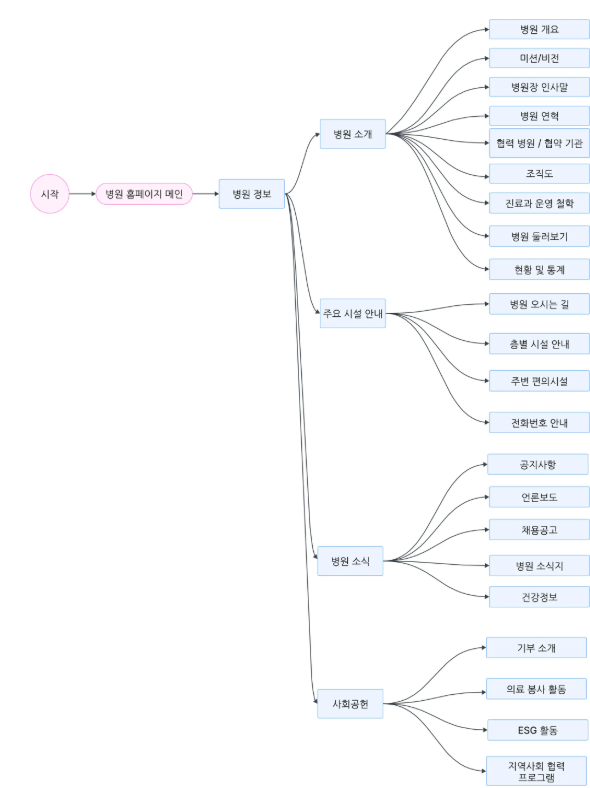 시작
병원 홈페이지 메인
병원 정보
병원 소개
병원 개요
미션/비전
병원장 인사말
병원 연혁
협력 병원 / 협약 기관
조직도
진료과 운영 철학
병원 둘러보기
현황 및 통계
주요 시설 안내
병원 오시는 길
층별 시설 안내
주변 편의시설
전화번호 안내
병원 소식
공지사항
언론보도
채용공고
병원 소식지
건강정보
사회공헌
기부 소개
의료 봉사 활동
ESG 활동
지역사회 협력
프로그램